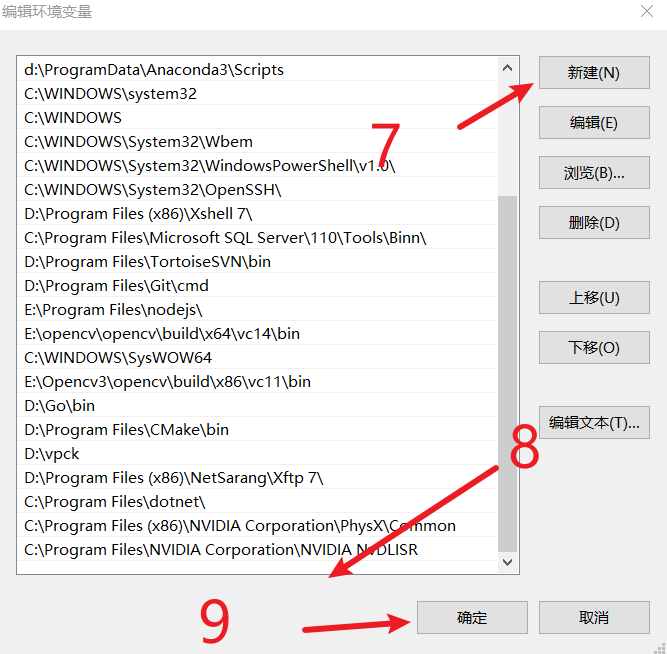 编辑环境变量
d:\ProgramData\Anaconda3\Scripts
C:\WINDOWS\system32
C:\WINDOWS
C:\WINDOWS\System32\Wbem
C:\WINDOWS\System32\WindowsPowerShell\v1.0\
C:\WINDOWS\System32\OpenSSH\
D:\Program Files (x86)\Xshell 7\
C:\Program Files\Microsoft SQL Server\110\Tools\Binn\
D:\Program Files\TortoiseSVN\bin
D:\Program Files\Git\cmd
E:\Program Files\nodejs\
E:\opencv\opencv\build\x64\vc14\bin
C:\WINDOWS\SysWOW64
E:\Opencv3\opencv\build\x86\vc11\bin
D:\Go\bin
D:\Program Files\CMake\bin
D:\vpck
D:\Program Files (x86)\NetSarang\Xftp 7\
C:\Program Files\dotnet\
C:\Program Files (x86)\NVIDIA Corporation\PhysX\Common
C:\Program Files\NVIDIA Corporation\NVIDIA NvDLISR
新建(N)
编辑(E)
浏览(B)...
删除(D)
上移(U)
下移(O)
编辑文本(T)...
7
8
9
确定
取消